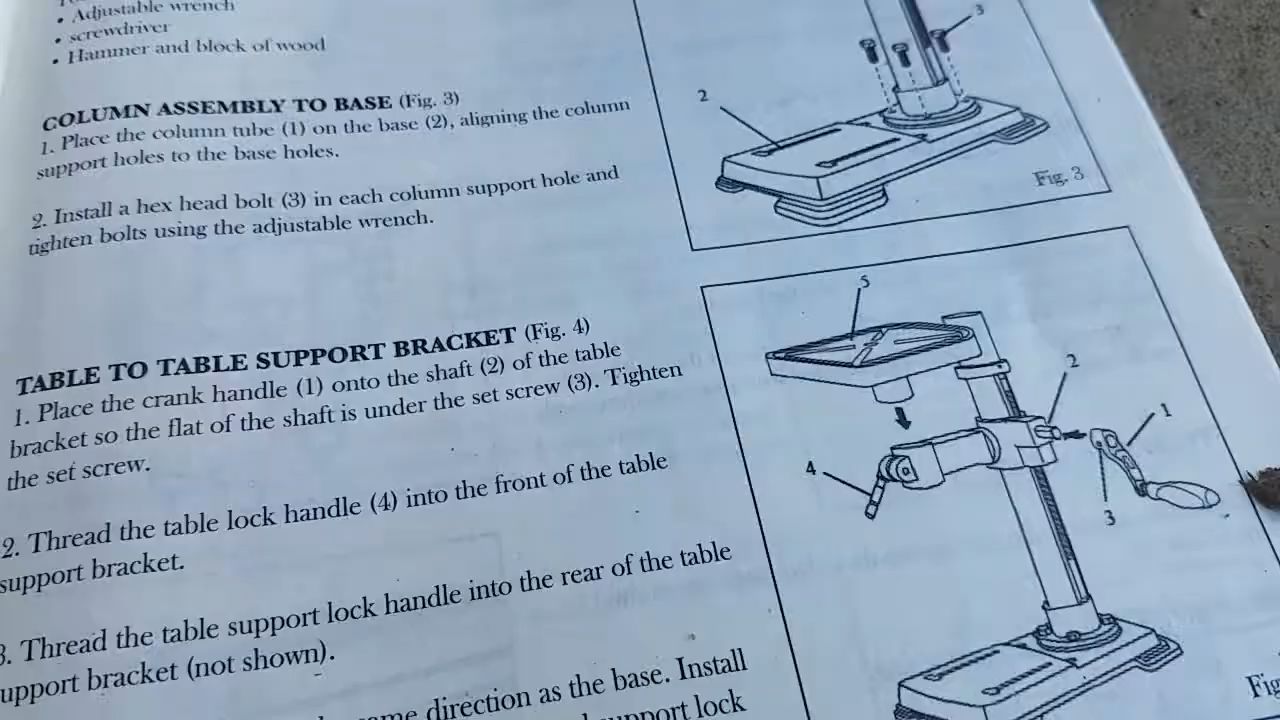 • Adjustable wrench
• screwdriver
• Hammer and block of wood
COLUMN ASSEMBLY TO BASE (Fig. 3)
1. Place the column tube (1) on the base (2), aligning the column
support holes to the base holes.
2. Install a hex head bolt (3) in each column support hole and
tighten bolts using the adjustable wrench.
3
2
Fig. 3
TABLE TO TABLE SUPPORT BRACKET (Fig. 4)
1. Place the crank handle (1) onto the shaft (2) of the table
bracket so the flat of the shaft is under the set screw (3). Tighten
the set screw.
2. Thread the table lock handle (4) into the front of the table
support bracket.
3. Thread the table support lock handle into the rear of the table
upport bracket (not shown).
direction as the base. Install
lock
5
2
1
4
3
Fig